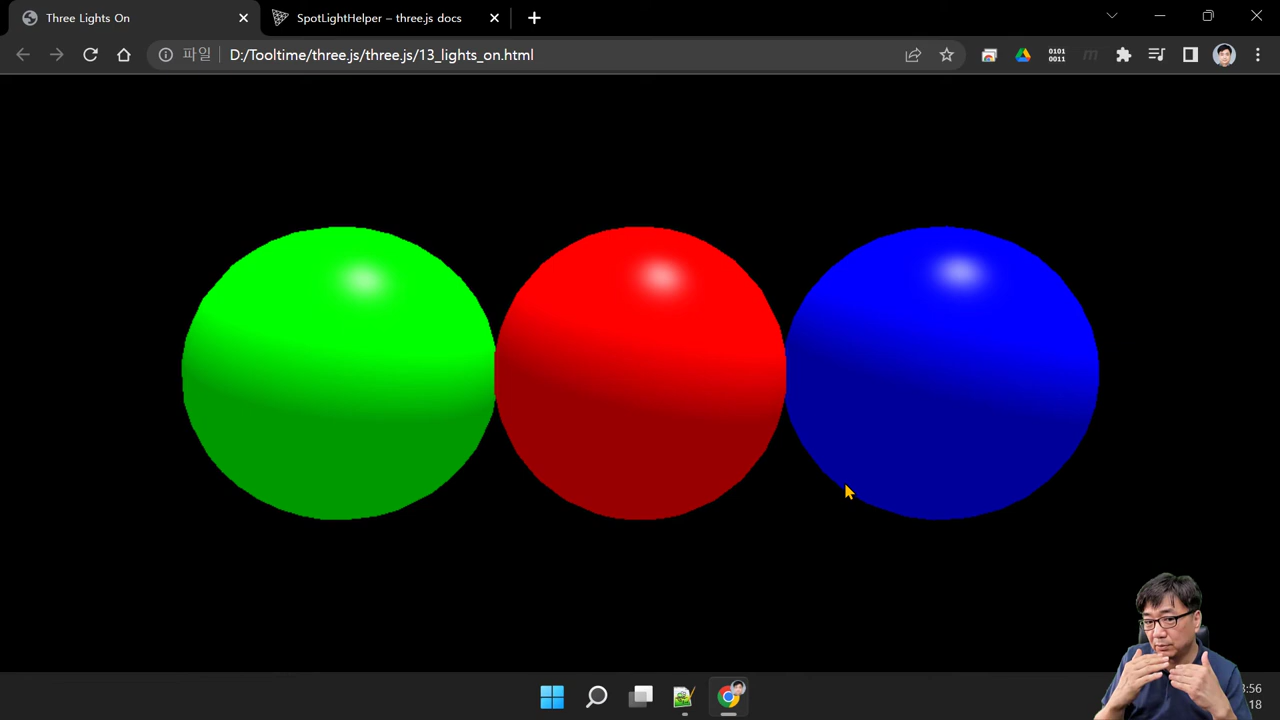 Three Lights On
SpotLightHelper – three.js docs
파일
D:/Tooltime/three.js/three.js/13_lights_on.html
0101
0011
m
:56
18